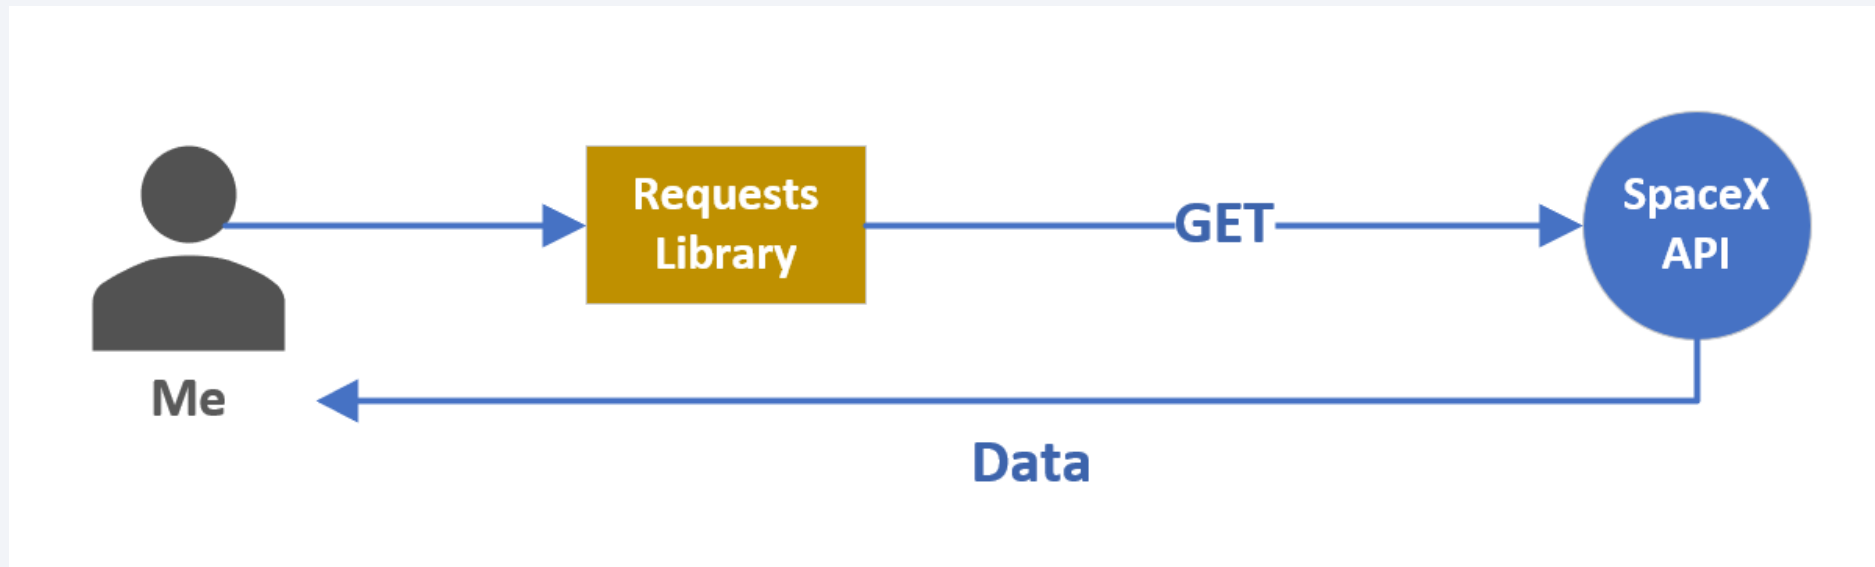 Requests
Library
GET
SpaceX
API
Me
Data